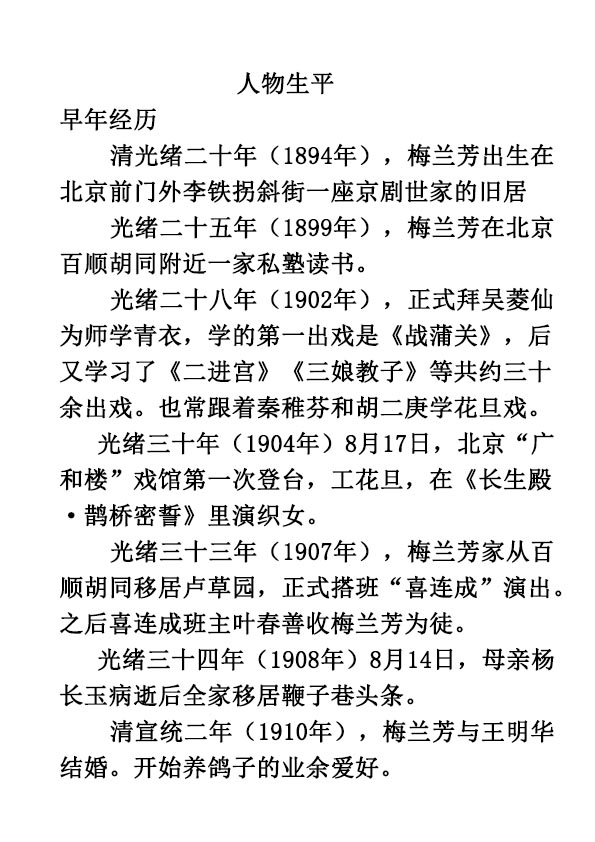 人物生平
早年经历
清光绪二十年（1894年），梅兰芳出生在
北京前门外李铁拐斜街一座京剧世家的旧居
光绪二十五年（1899年），梅兰芳在北京
百顺胡同附近一家私塾读书。
光绪二十八年（1902年），正式拜吴菱仙
为师学青衣，学的第一出戏是《战蒲关》，后
又学习了《二进宫》《三娘教子》等共约三十
余出戏。也常跟着秦稚芬和胡二庚学花旦戏。
光绪三十年（1904年）8月17日，北京“广
和楼”戏馆第一次登台，工花旦，在《长生殿
·鹊桥密誓》里演织女。
光绪三十三年（1907年），梅兰芳家从百
顺胡同移居卢草园，正式搭班“喜连成”演出。
之后喜连成班主叶春善收梅兰芳为徒。
光绪三十四年（1908年）8月14日，母亲杨
长玉病逝后全家移居鞭子巷头条。
清宣统二年（1910年），梅兰芳与王明华
结婚。开始养鸽子的业余爱好。